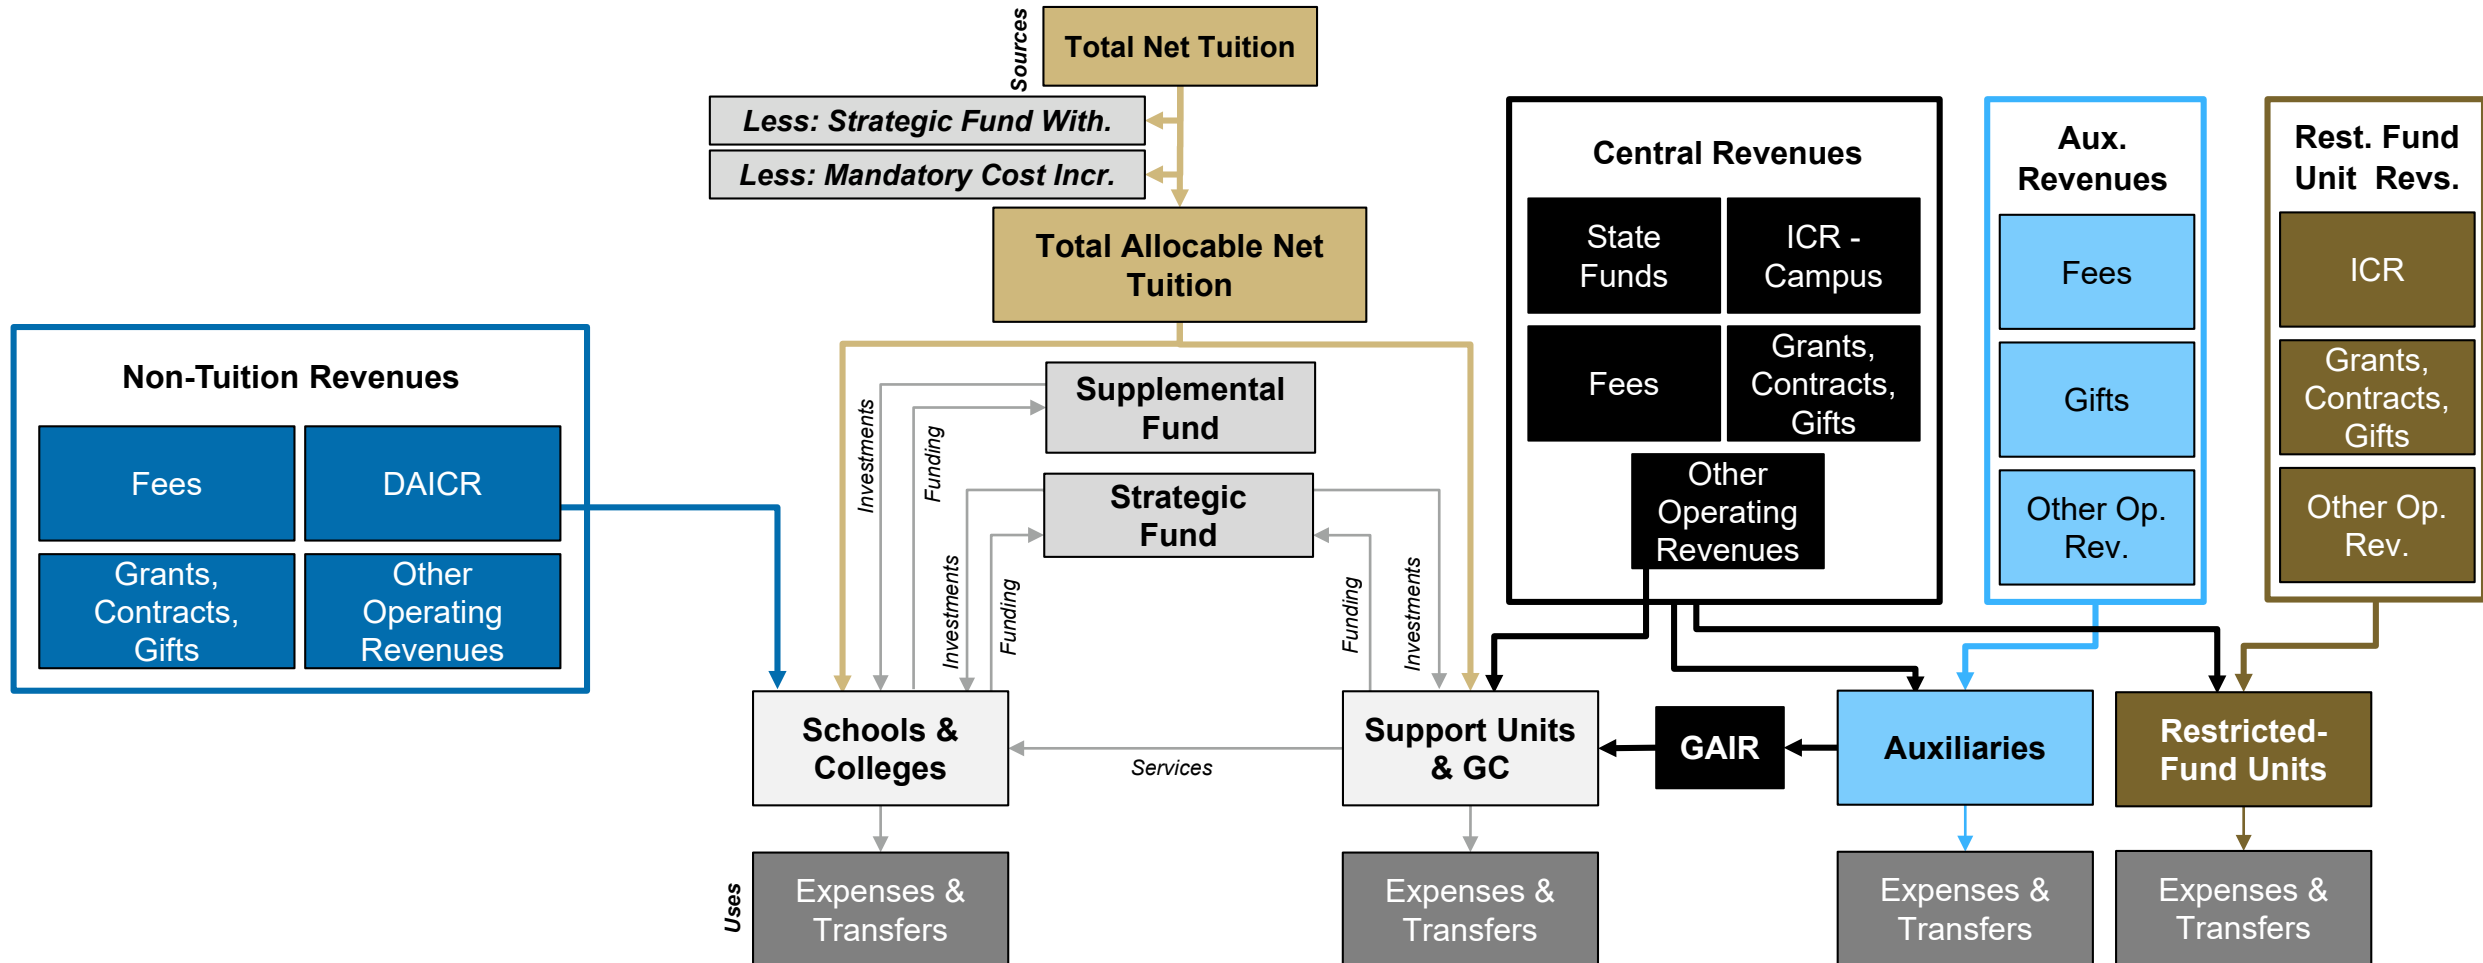 Sources
Total Net Tuition
Less: Strategic Fund With.
Less: Mandatory Cost Incr.
Total Allocable Net
Tuition
Non-Tuition Revenues
Fees
DAICR
Grants,
Contracts,
Gifts
Other
Operating
Revenues
Supplemental
Fund
Strategic
Fund
Investments
Funding
Investments
Funding
Funding
Investments
Central Revenues
State
Funds
ICR -
Campus
Fees
Grants,
Contracts,
Gifts
Other
Operating
Revenues
Aux.
Revenues
Fees
Gifts
Other Op.
Rev.
Rest. Fund
Unit Revs.
ICR
Grants,
Contracts,
Gifts
Other Op.
Rev.
Schools &
Colleges
Services
Support Units
& GC
GAIR
Auxiliaries
Restricted-
Fund Units
Uses
Expenses &
Transfers
Expenses &
Transfers
Expenses &
Transfers
Expenses &
Transfers